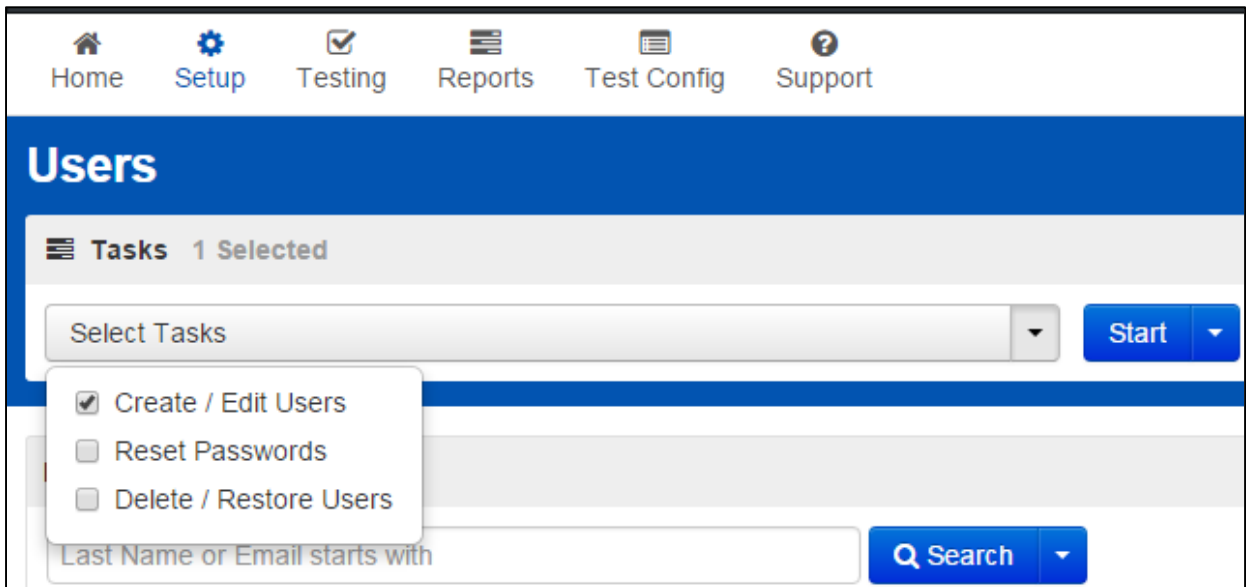 Home Setup Testing Reports Test Config Support
Users
Tasks 1 Selected
Select Tasks Start
Create / Edit Users
Reset Passwords
Delete / Restore Users
Last Name or Email starts with Search